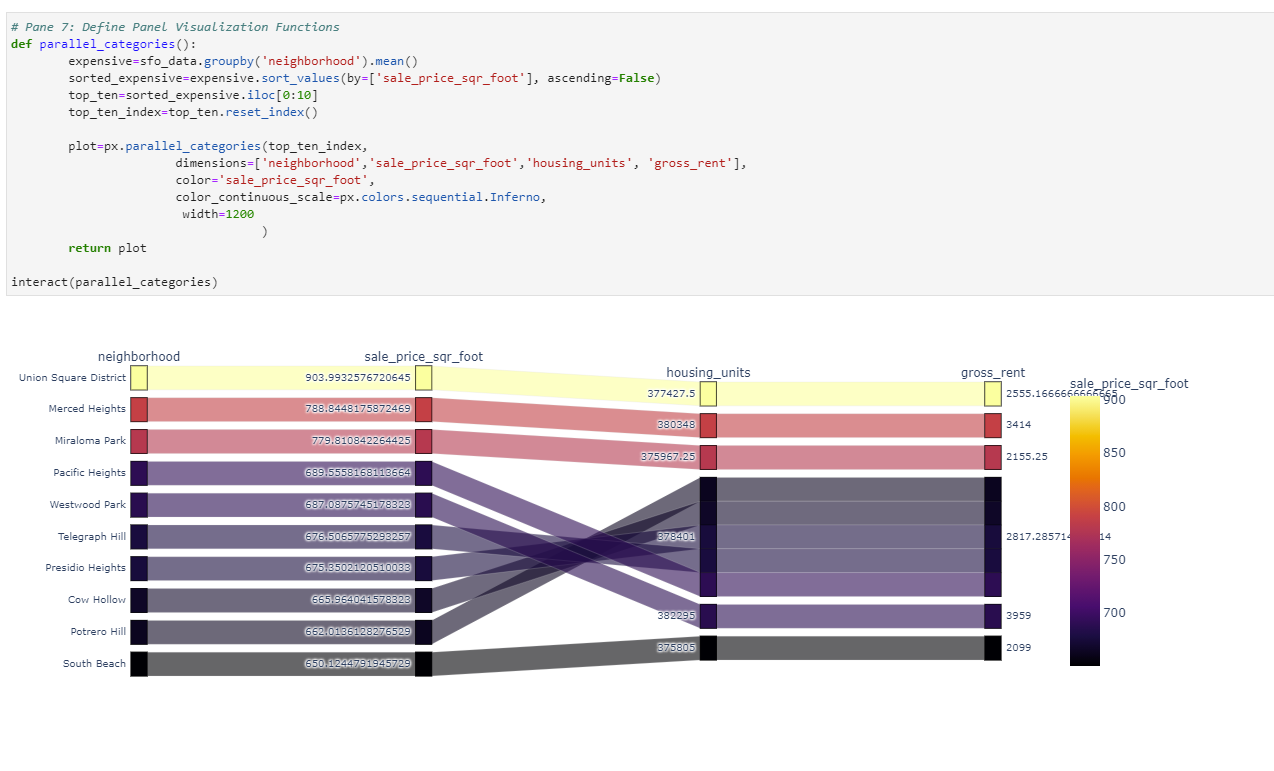 # Pane 7: Define Panel Visualization Functions
def parallel_categories():
        expensive=sfo_data.groupby('neighborhood').mean()
        sorted_expensive=expensive.sort_values(by=['sale_price_sqr_foot'], ascending=False)
        top_ten=sorted_expensive.iloc[0:10]
        top_ten_index=top_ten.reset_index()

        plot=px.parallel_categories(top_ten_index,
                       dimensions=['neighborhood','sale_price_sqr_foot','housing_units', 'gross_rent'],
                       color='sale_price_sqr_foot',
                       color_continuous_scale=px.colors.sequential.Inferno,
                        width=1200
                                   )
        return plot

interact(parallel_categories)
neighborhood sale_price_sqr_foot housing_units gross_rent sale_price_sqr_foot
Union Square District 903.9932576720645 377427.5 900
Merced Heights 788.8448175872469 380348 3414
Miraloma Park 779.810842264425 375967.25 2155.25 850
Pacific Heights 689.5558168113664
Westwood Park 687.0875745178323 800
Telegraph Hill 676.5065775293257 378401
Presidio Heights 675.3502120510033 750
Cow Hollow 665.964041578323 382295 3959 700
Potrero Hill 662.0136128276529
South Beach 650.1244791945729 375805 2099